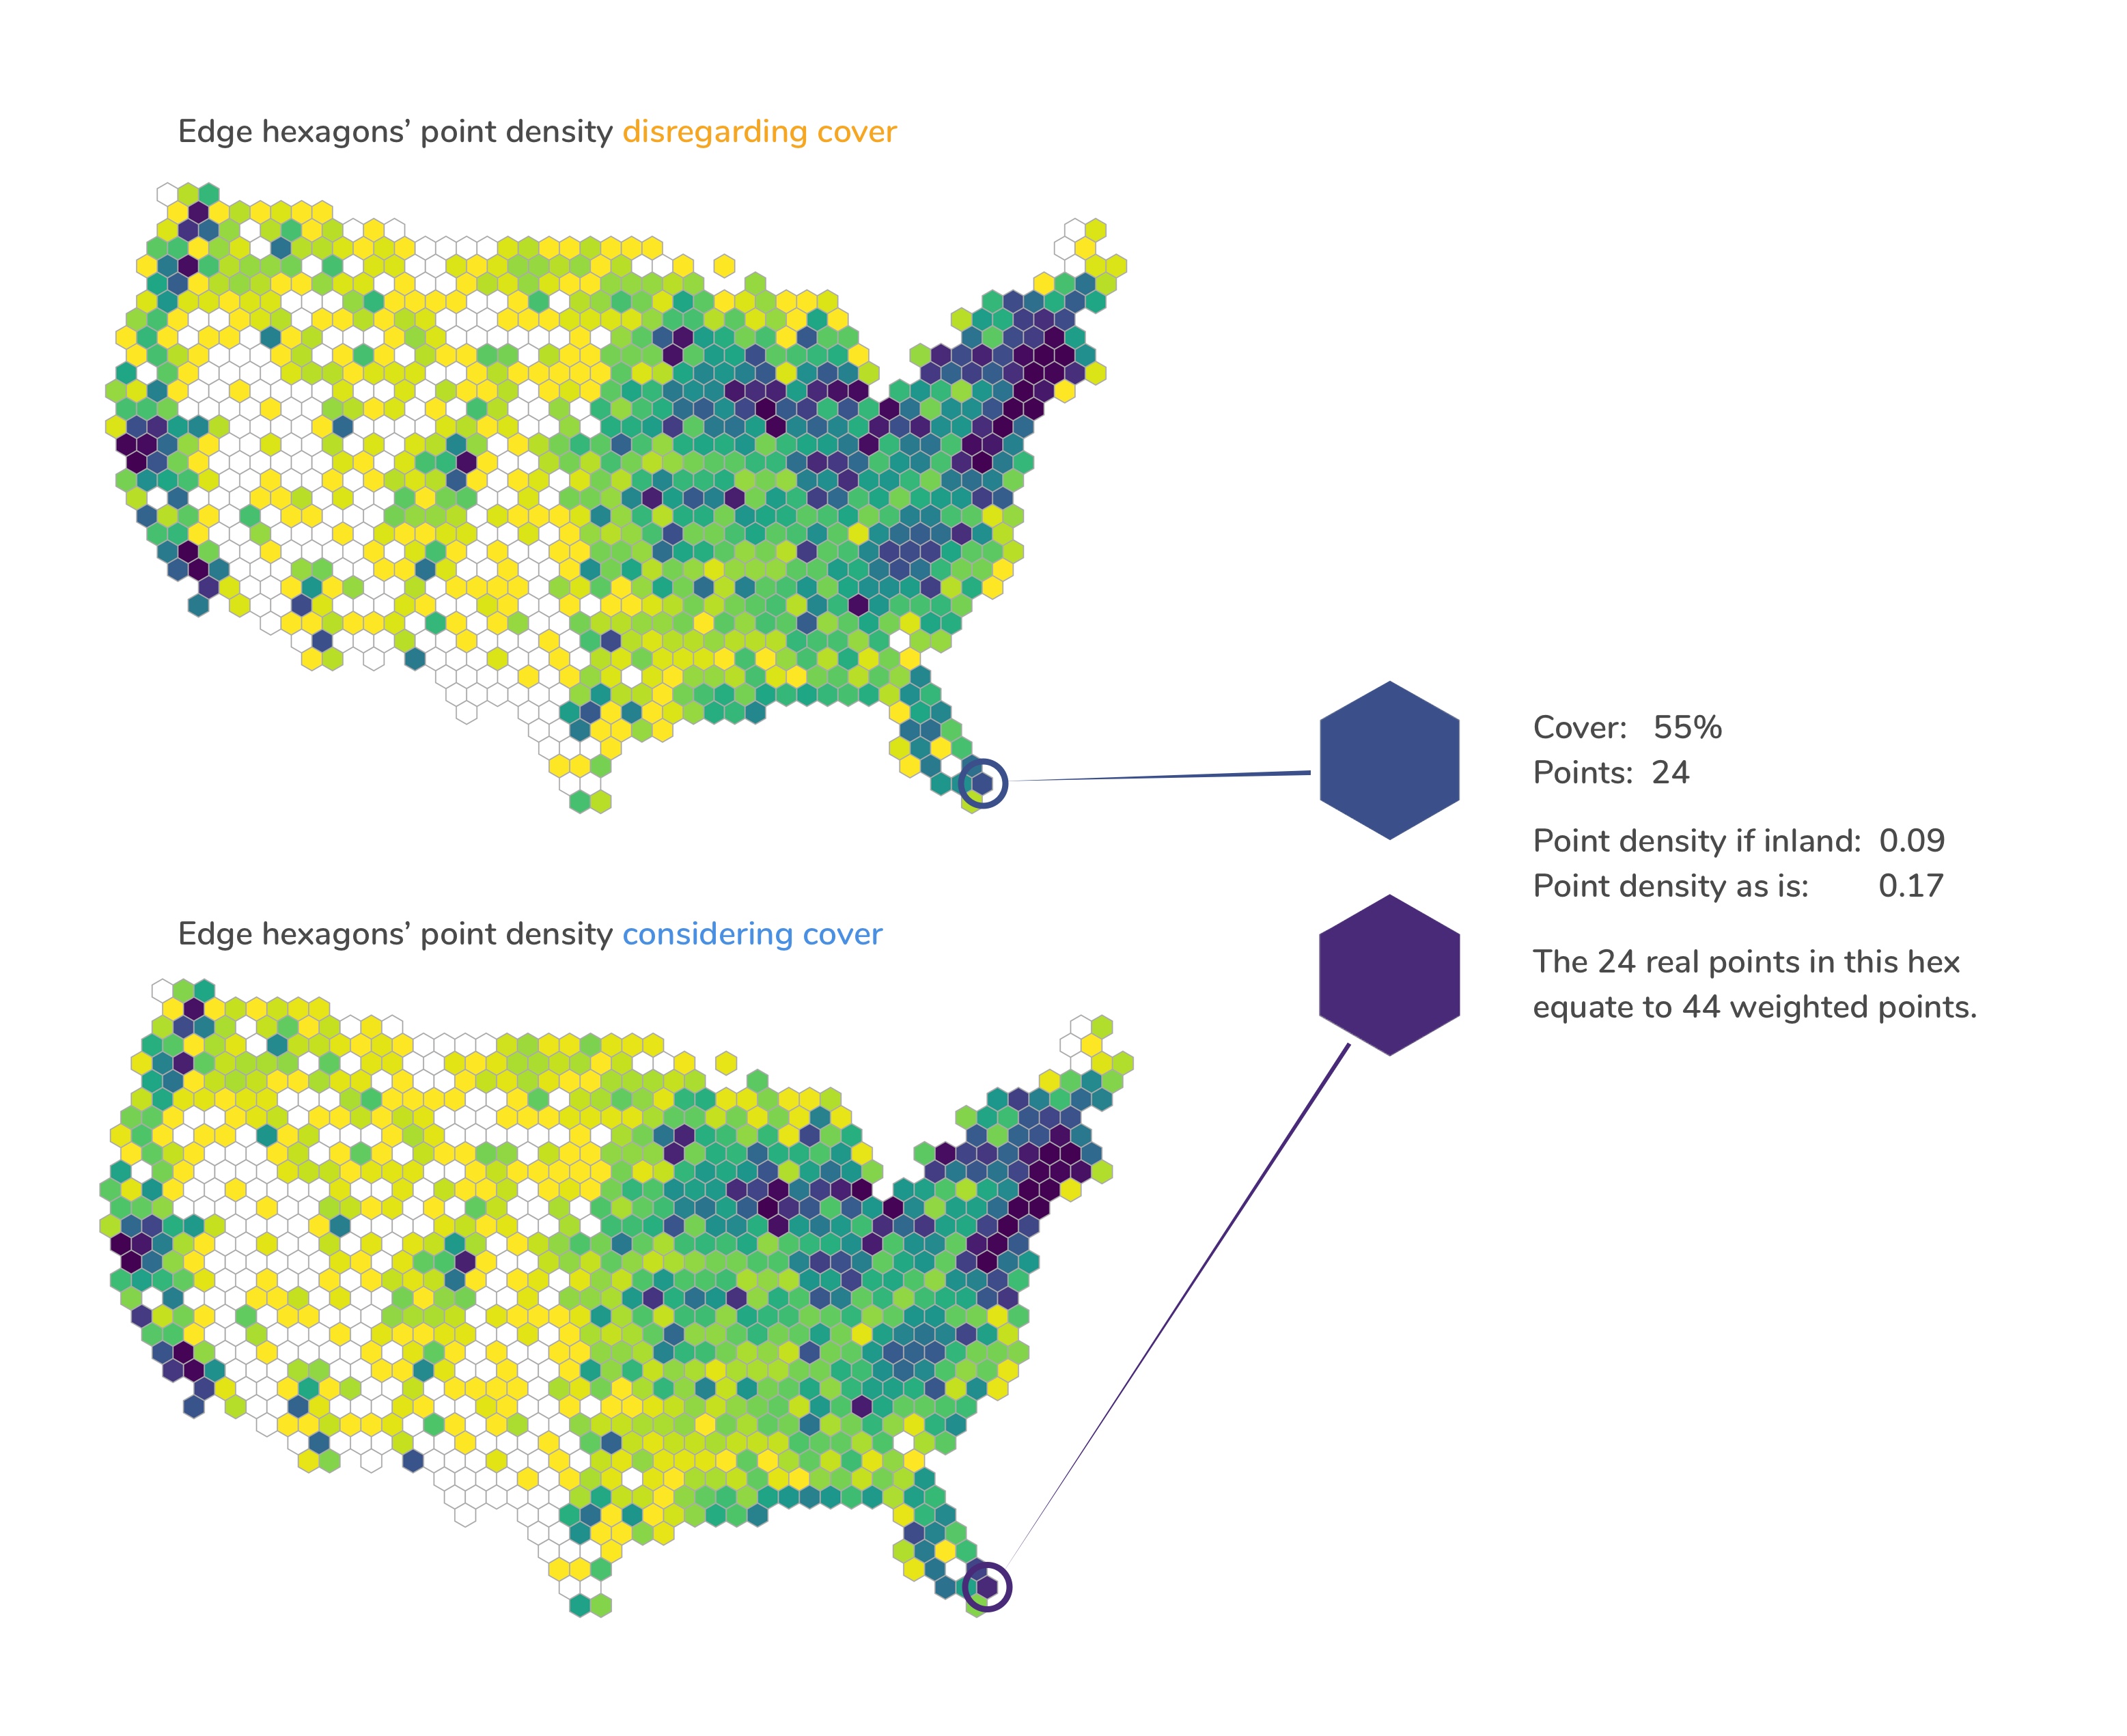 Edge hexagons’ point density disregarding cover
Cover: 55%
Points: 24
Point density if inland: 0.09
Point density as is: 0.17
Edge hexagons’ point density considering cover
The 24 real points in this hex
equate to 44 weighted points.